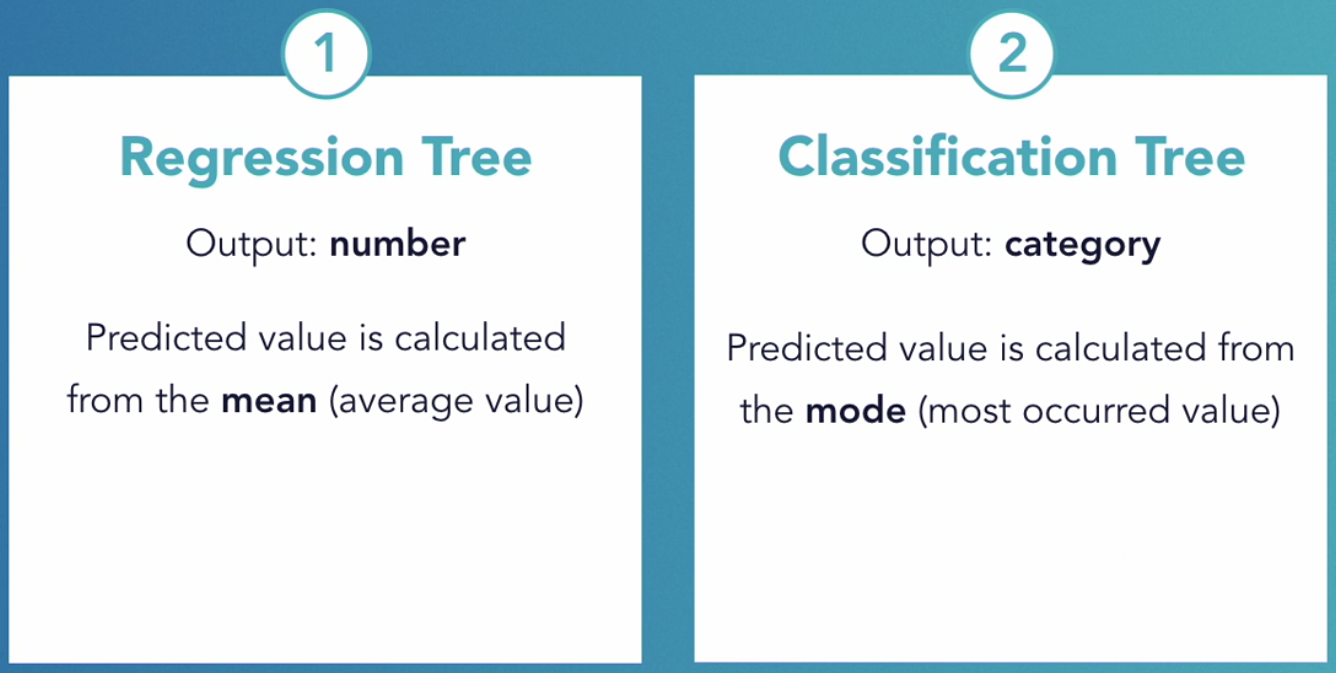 1
Regression Tree
Output: number
Predicted value is calculated
from the mean (average value)
2
Classification Tree
Output: category
Predicted value is calculated from
the mode (most occurred value)